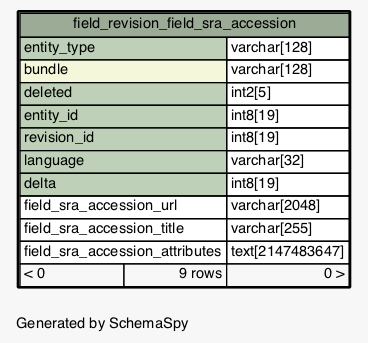 field_revision_field_sra_accession
entity_type varchar[128]
bundle varchar[128]
deleted int2[5]
entity_id int8[19]
revision_id int8[19]
language varchar[32]
delta int8[19]
field_sra_accession_url varchar[2048]
field_sra_accession_title varchar[255]
field_sra_accession_attributes text[2147483647]
< 0 9 rows 0 >
Generated by SchemaSpy